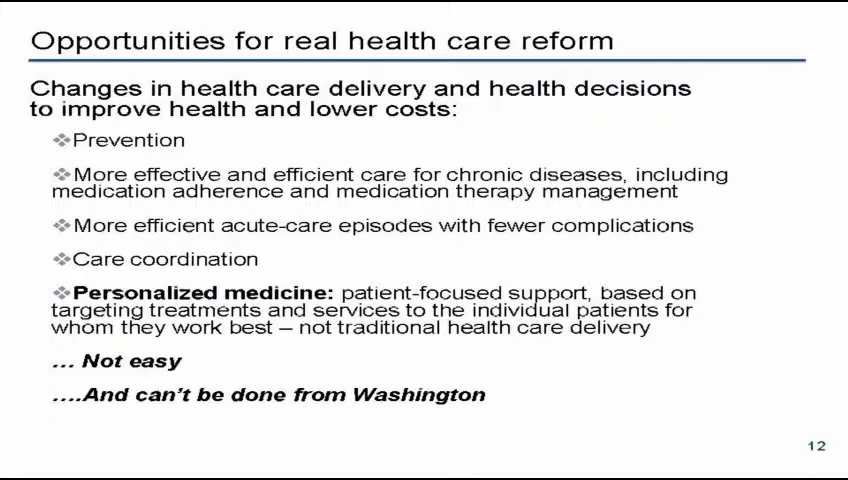 Opportunities for real health care reform
Changes in health care delivery and health decisions
to improve health and lower costs:
❖Prevention
❖More effective and efficient care for chronic diseases, including
medication adherence and medication therapy management
❖More efficient acute-care episodes with fewer complications
❖Care coordination
❖Personalized medicine: patient-focused support, based on
targeting treatments and services to the individual patients for
whom they work best – not traditional health care delivery
... Not easy
....And can't be done from Washington
12